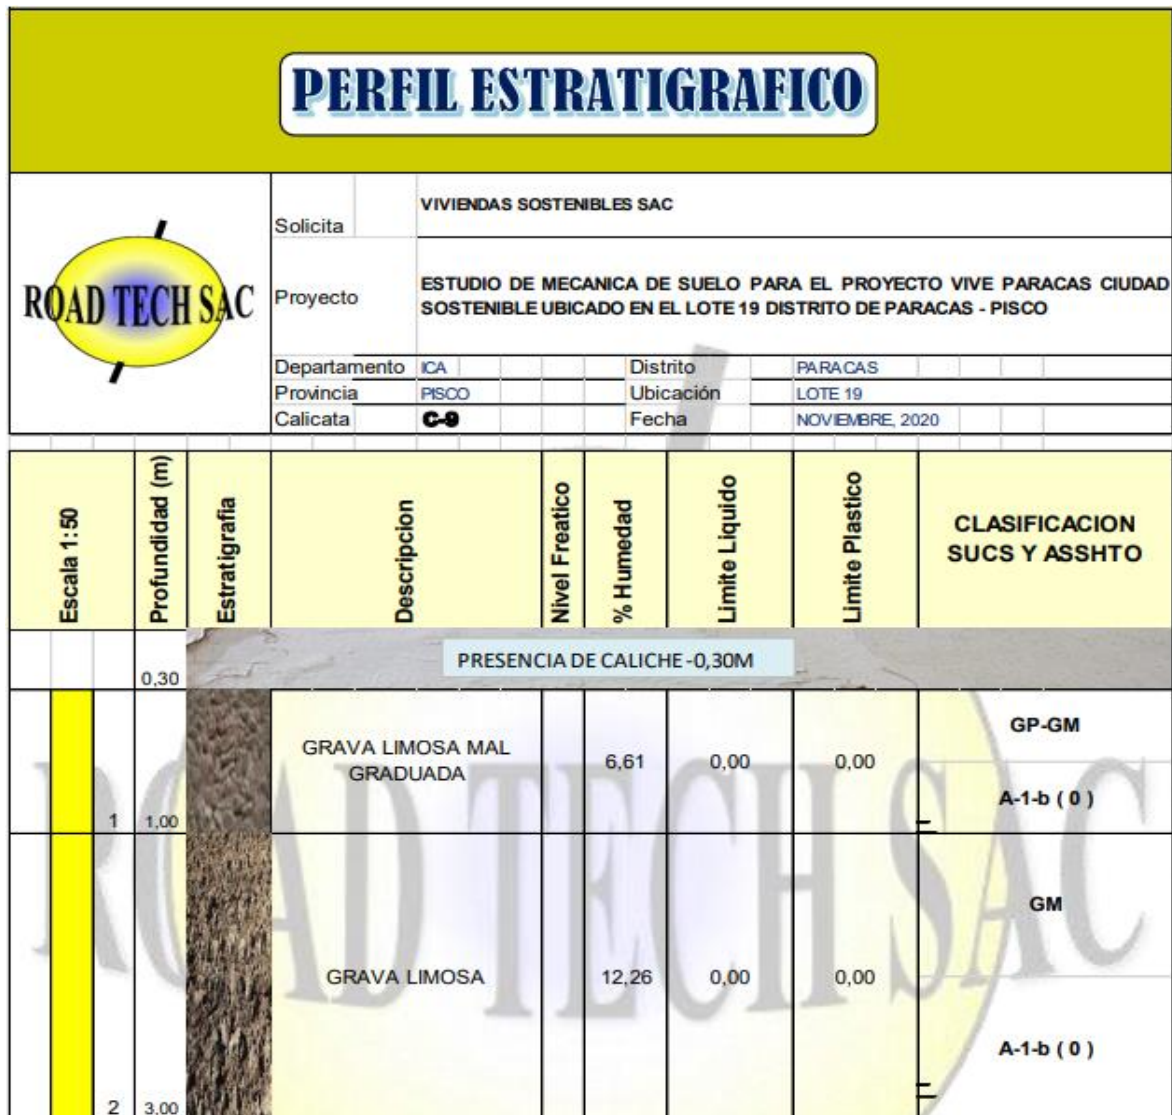 PERFIL ESTRATIGRAFICO
ROAD TECH SAC
Solicita
VIVIENDAS SOSTENIBLES SAC
Proyecto
ESTUDIO DE MECANICA DE SUELO PARA EL PROYECTO VIVE PARACAS CIUDAD
SOSTENIBLE UBICADO EN EL LOTE 19 DISTRITO DE PARACAS - PISCO
Departamento ICA Distrito PARACAS
Provincia PISCO Ubicación LOTE 19
Calicata C-9 Fecha NOVIEMBRE, 2020
Escala 1:50
Profundidad (m)
Estratigrafia
Descripcion
Nivel Freatico
% Humedad
Limite Liquido
Limite Plastico
CLASIFICACION
SUCS Y ASSHTO
0,30
PRESENCIA DE CALICHE -0,30M
GRAVA LIMOSA MAL
GRADUADA
6,61 0,00 0,00
GP-GM
A-1-b ( 0 )
1 1,00
GRAVA LIMOSA 12,26 0,00 0,00
GM
A-1-b ( 0 )
2 3,00
ROAD TECH SAC